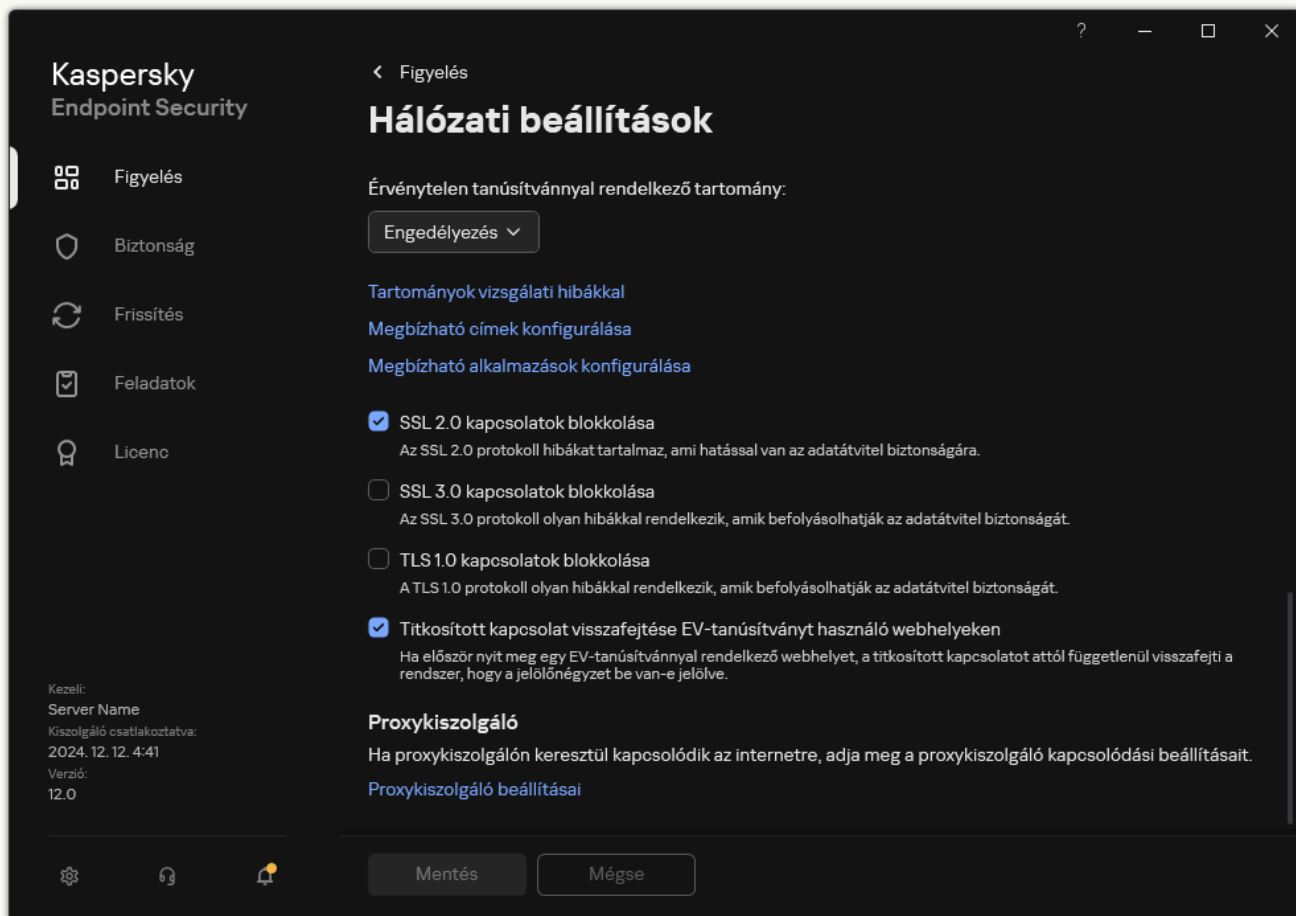 ?
Kaspersky
Endpoint Security
Figyelés
Biztonság
Frissítés
Feladatok
Licenc
Kezeli:
Server Name
Kiszolgáló csatlakoztatva:
2024. 12. 12. 4:41
Verzió:
12.0
Figyelés
Hálózati beállítások
Érvénytelen tanúsítvánnyal rendelkező tartomány:
Engedélyezés
Tartományok vizsgálati hibákkal
Megbízható címek konfigurálása
Megbízható alkalmazások konfigurálása
SSL 2.0 kapcsolatok blokkolása
Az SSL 2.0 protokoll hibákat tartalmaz, ami hatással van az adatátvitel biztonságára.
SSL 3.0 kapcsolatok blokkolása
Az SSL 3.0 protokoll olyan hibákkal rendelkezik, amik befolyásolhatják az adatátvitel biztonságát.
TLS 1.0 kapcsolatok blokkolása
A TLS 1.0 protokoll olyan hibákkal rendelkezik, amik befolyásolhatják az adatátvitel biztonságát.
Titkosított kapcsolat visszafejtése EV-tanúsítványt használó webhelyeken
Ha először nyit meg egy EV-tanúsítvánnyal rendelkező webhelyet, a titkosított kapcsolatot attól függetlenül visszafejti a
rendszer, hogy a jelölőnégyzet be van-e jelölve.
Proxykiszolgáló
Ha proxykiszolgálón keresztül kapcsolódik az internetre, adja meg a proxykiszolgáló kapcsolódási beállításait.
Proxykiszolgáló beállításai
Mentés
Mégse